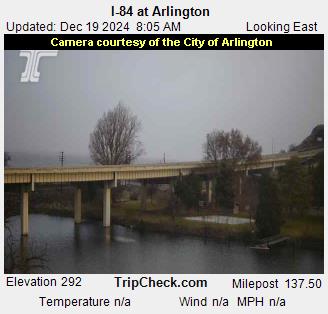 I-84 at Arlington
Updated: Dec 19 2024 8:05 AM Looking East
Camera courtesy of the City of Arlington
Elevation 292 TripCheck.com Milepost 137.50
Temperature n/a Wind n/a MPH n/a